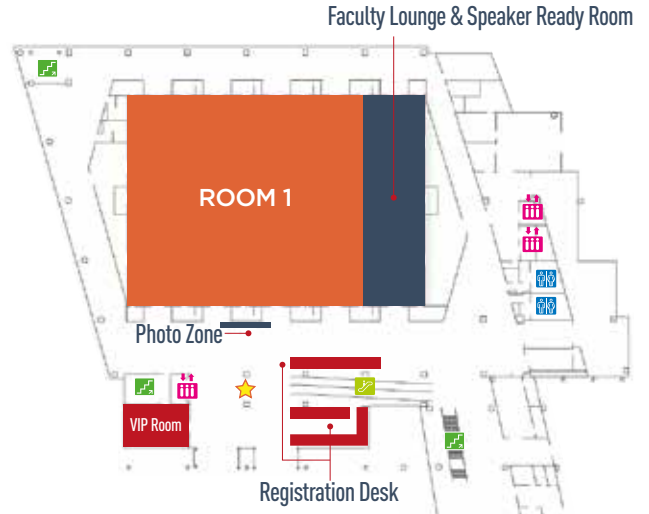 Faculty Lounge & Speaker Ready Room
ROOM 1
Photo Zone
VIP Room
Registration Desk